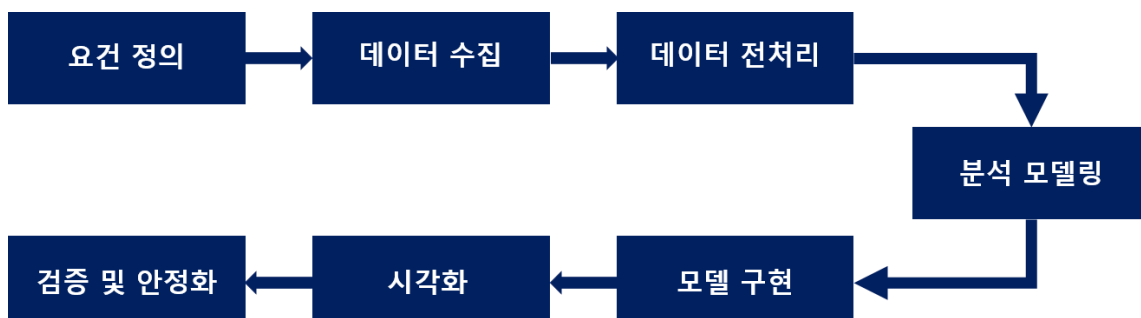 요건 정의
데이터 수집
데이터 전처리
분석 모델링
모델 구현
시각화
검증 및 안정화